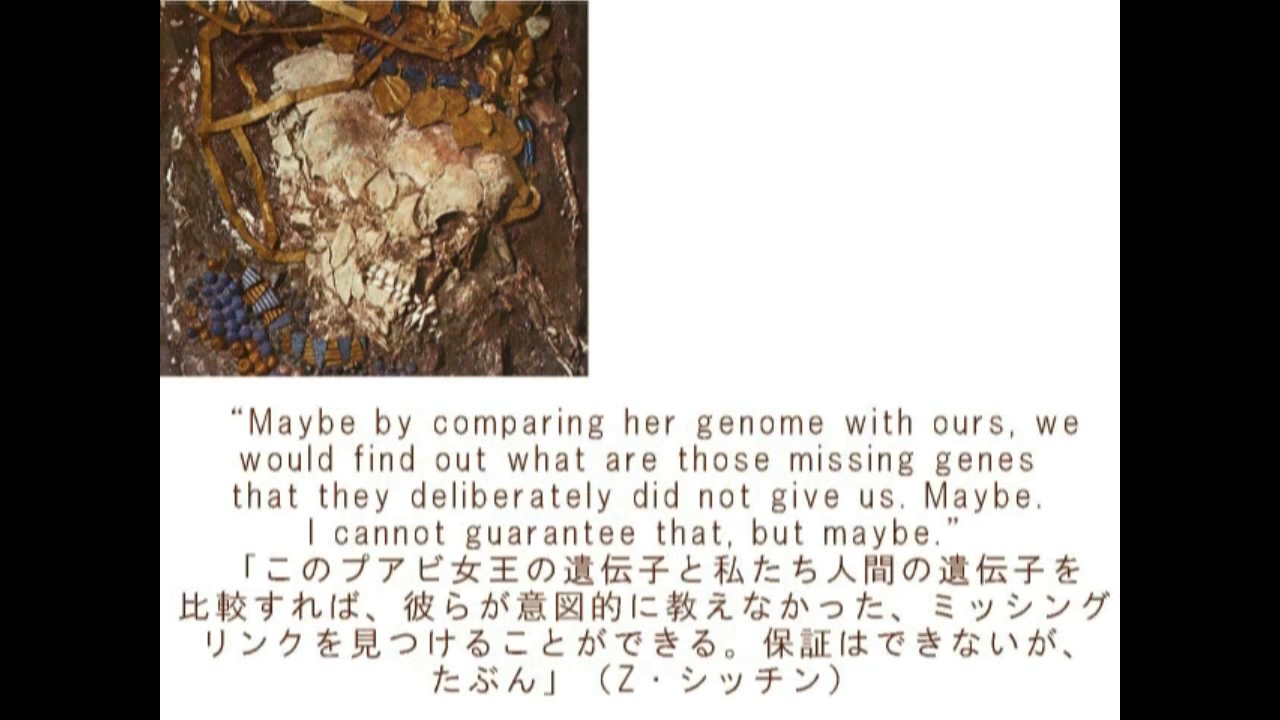 “Maybe by comparing her genome with ours, we
would find out what are those missing genes
that they deliberately did not give us. Maybe.
I cannot guarantee that, but maybe.”
「このプアビ女王の遺伝子と私たち人間の遺伝子を
比較すれば、彼らが意図的に教えなかった、ミッシング
リンクを見つけることができる。保証はできないが、
たぶん」（Z・シッチン）